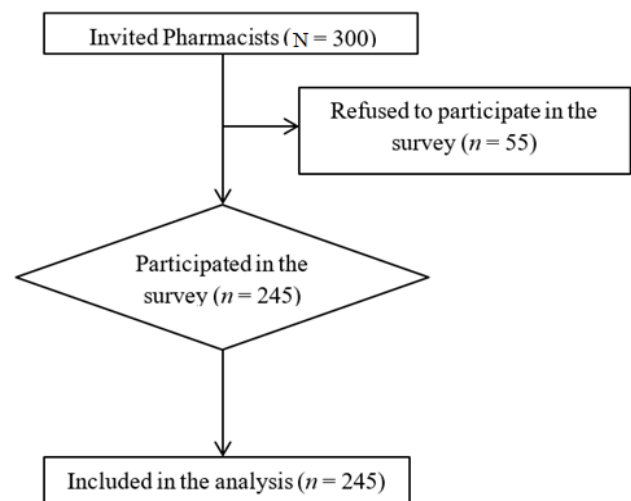 Invited Pharmacists (N = 300)
Refused to participate in the
survey (n = 55)
Participated in the
survey (n = 245)
Included in the analysis (n = 245)